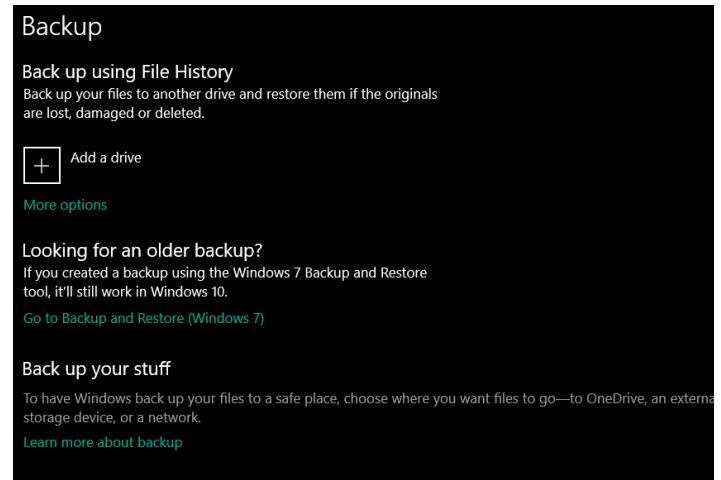 Backup
Back up using File History
Back up your files to another drive and restore them if the originals
are lost, damaged or deleted.
Add a drive
More options
Looking for an older backup?
If you created a backup using the Windows 7 Backup and Restore
tool, it'll still work in Windows 10.
Go to Backup and Restore (Windows 7)
Back up your stuff
To have Windows back up your files to a safe place, choose where you want files to go—to OneDrive, an externa
storage device, or a network.
Learn more about backup